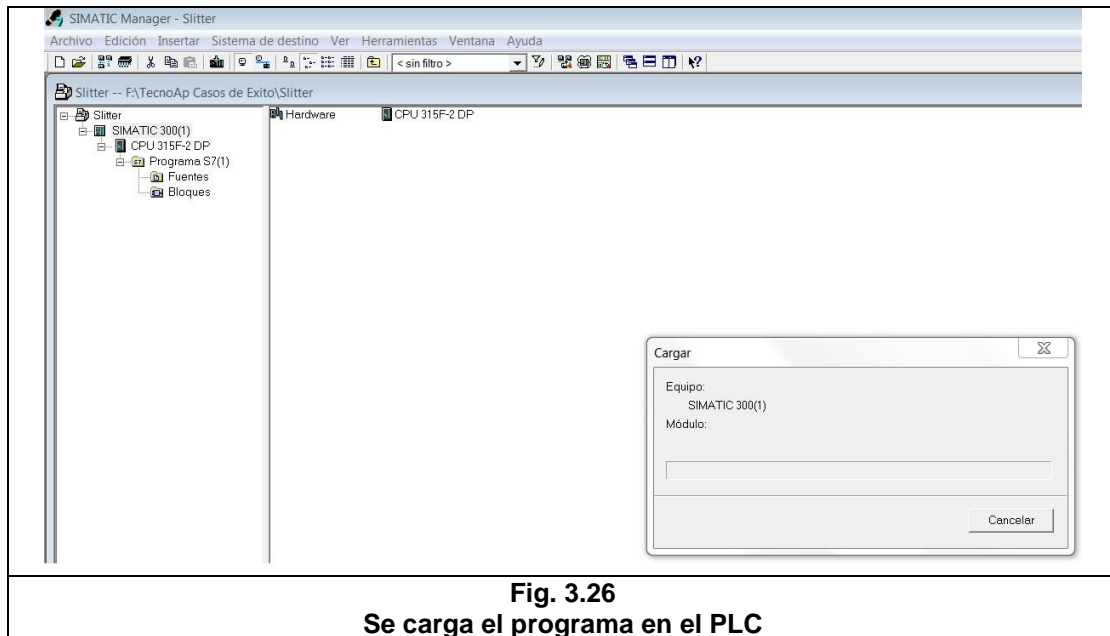 SIMATIC Manager - Slitter
Archivo Edición Insertar Sistema de destino Ver Herramientas Ventana Ayuda
< sin filtro >
Slitter -- F:\TecnoAp Casos de Exito\Slitter
Slitter
Hardware
CPU 315F-2 DP
SIMATIC 300(1)
CPU 315F-2 DP
Programa S7(1)
Fuentes
Bloques
Cargar
Equipo:
SIMATIC 300(1)
Módulo:
Cancelar
Fig. 3.26
Se carga el programa en el PLC